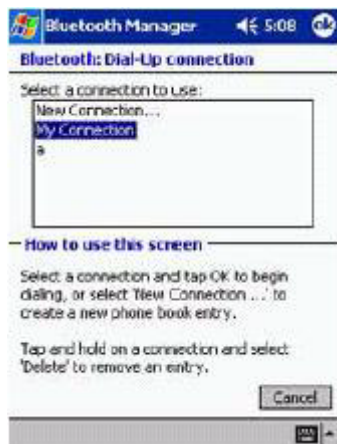 Bluetooth Manager 5:08 ok
Bluetooth: Dial-Up connection
Select a connection to use:
New Connection...
My Connection
a
How to use this screen
Select a connection and tap OK to begin
dialing, or select 'New Connection ...' to
create a new phone book entry.
Tap and hold on a connection and select
'Delete' to remove an entry.
Cancel